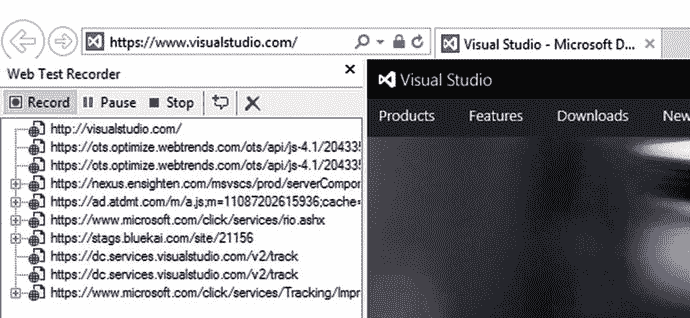 https://www.visualstudio.com/
Visual Studio - Microsoft D...
Web Test Recorder
Record Pause Stop
http://visualstudio.com/
https://ots.optimize.webtrends.com/ots/api/js-4.1/204335
https://ots.optimize.webtrends.com/ots/api/js-4.1/204335
https://nexus.ensighten.com/msvscs/prod/serverCompor
https://ad.atdmt.com/m/a.js;m=11087202615936;cache=
https://www.microsoft.com/click/services/rio.ashx
https://stags.bluekai.com/site/21156
https://dc.services.visualstudio.com/v2/track
https://dc.services.visualstudio.com/v2/track
https://www.microsoft.com/click/services/Tracking/Impr
Visual Studio
Products Features Downloads New